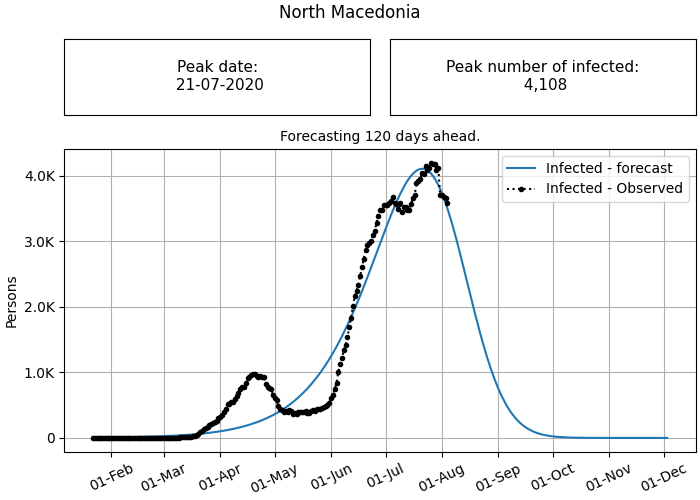 North Macedonia
Peak date:
21-07-2020
Peak number of infected:
4,108
Forecasting 120 days ahead.
Infected - forecast
Infected - Observed
Persons
4.0K
3.0K
2.0K
1.0K
0
01-Feb
01-Mar
01-Apr
01-May
01-Jun
01-Jul
01-Aug
01-Sep
01-Oct
01-Nov
01-Dec